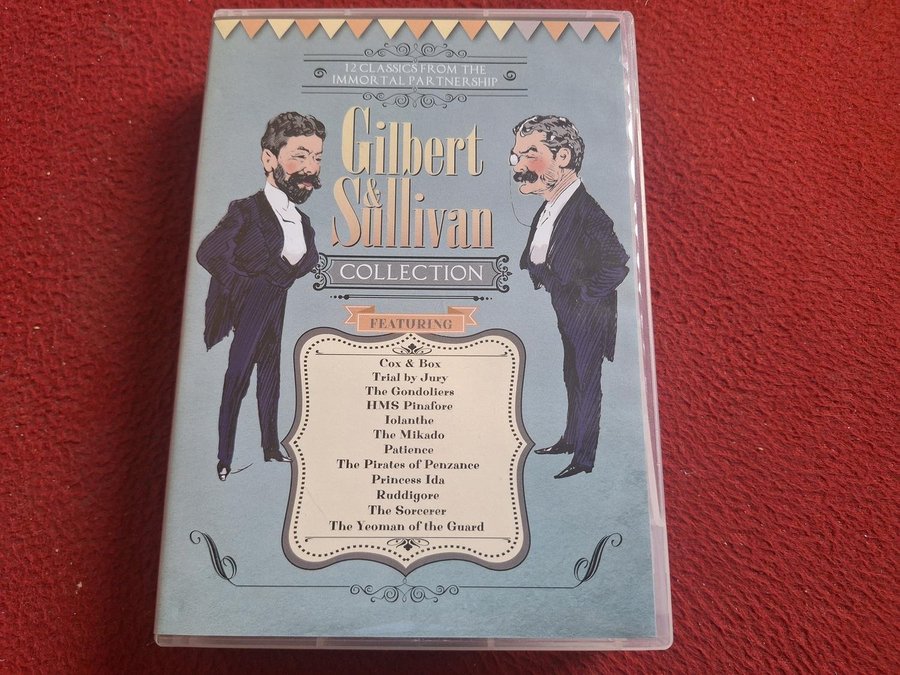 12 CLASSICS FROM THE
IMMORTAL PARTNERSHIP
Gilbert
&
Sullivan
COLLECTION
FEATURING
Cox & Box
Trial by Jury
The Gondoliers
HMS Pinafore
Iolanthe
The Mikado
Patience
The Pirates of Penzance
Princess Ida
Ruddigore
The Sorcerer
The Yeoman of the Guard